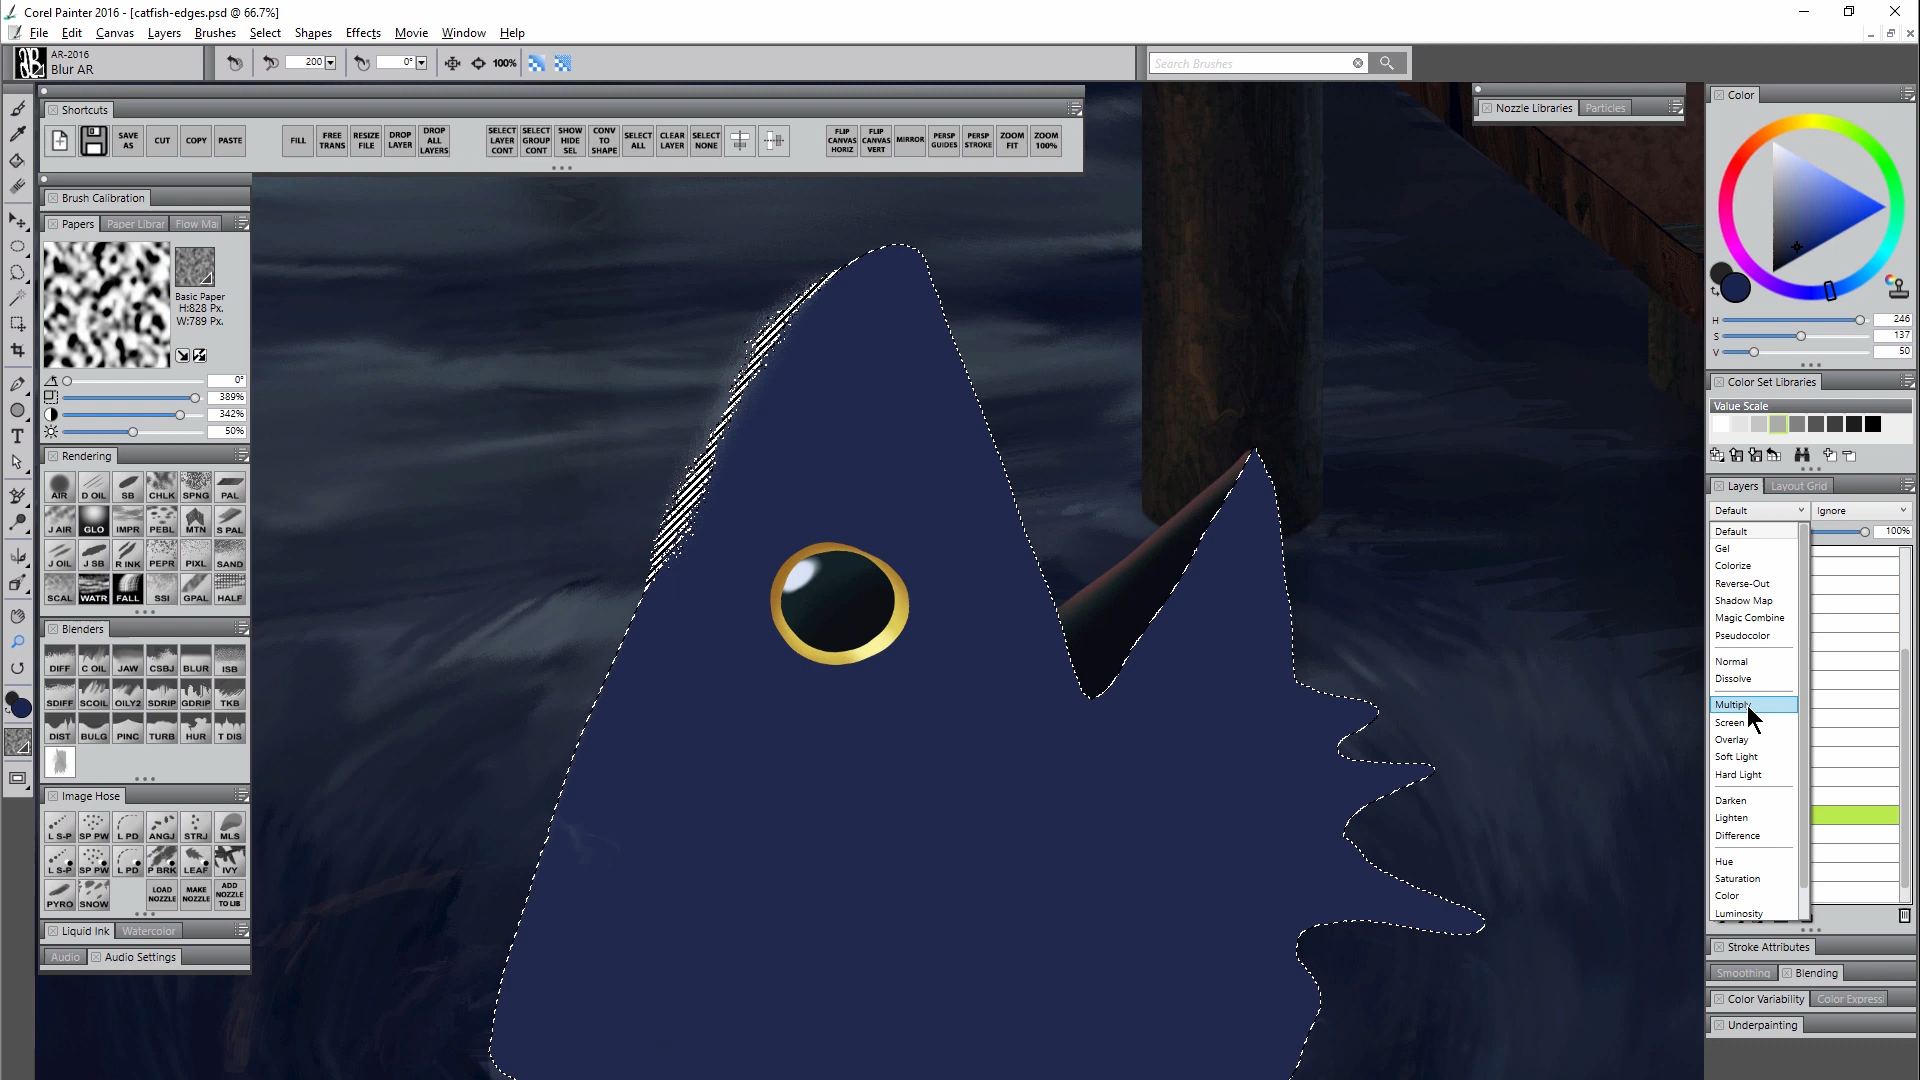 Corel Painter 2016 - [catfish-edges.psd @ 66.7%]
File Edit Canvas Layers Brushes Select Shapes Effects Movie Window Help
AR-2016
Blur AR
200
0°
100%
Search Brushes
Shortcuts
SAVE AS
CUT
COPY
PASTE
FILL
FREE TRANS
RESIZE FILE
DROP LAYER
DROP ALL LAYERS
SELECT LAYER CONT
SELECT GROUP CONT
SHOW HIDE SEL
CONV TO SHAPE
SELECT ALL
CLEAR LAYER
SELECT NONE
FLIP CANVAS HORIZ
FLIP CANVAS VERT
MIRROR
PERSP GUIDES
PERSP STROKE
ZOOM FIT
ZOOM 100%
Nozzle Libraries Particles
Brush Calibration
Papers Paper Librar Flow Ma
Basic Paper
H:828 Px.
W:789 Px.
0°
389%
342%
50%
Rendering
AIR D OIL SB CHLK SPNG PAL
J AIR GLO IMPR PEBL MTN S PAL
J OIL J SB R INK PEPR PIXL SAND
SCAL WATR FALL SSI GPAL HALF
Blenders
DIFF C OIL JAW CSBJ BLUR ISB
SDIFF SCOIL OILY2 SDRIP GDRIP TKB
DIST BULG PINC TURB HUR T DIS
Image Hose
L S-P SP PW L PD ANGJ STRJ MLS
L S-P SP PW L PD P BRK LEAF IVY
PYRO SNOW LOAD NOZZLE MAKE NOZZLE ADD NOZZLE TO LIB
Liquid Ink Watercolor
Audio Audio Settings
Color
H 246
S 137
V 50
Color Set Libraries
Value Scale
Layers Layout Grid
Default Ignore
100%
Default
Gel
Colorize
Reverse-Out
Shadow Map
Magic Combine
Pseudocolor
Normal
Dissolve
Multiply
Screen
Overlay
Soft Light
Hard Light
Darken
Lighten
Difference
Hue
Saturation
Color
Luminosity
Stroke Attributes
Smoothing Blending
Color Variability Color Express
Underpainting